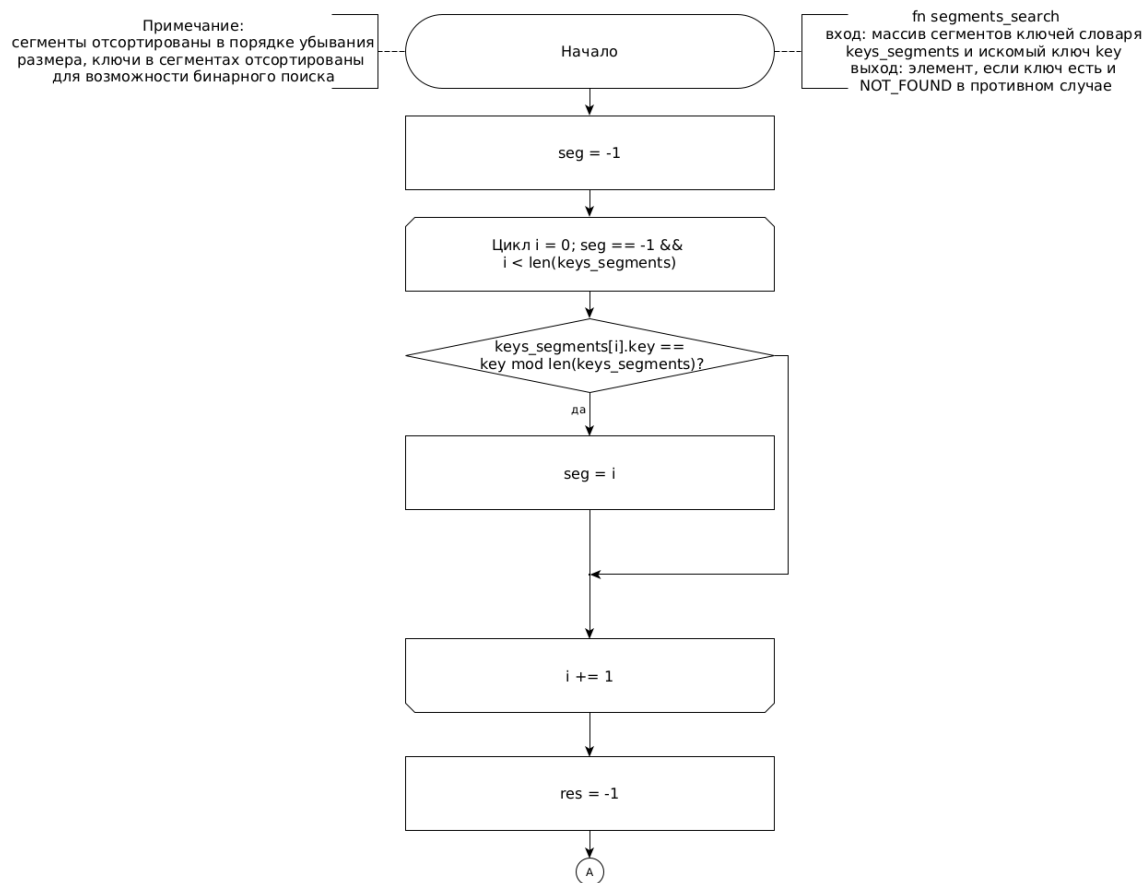 Примечание:
сегменты отсортированы в порядке убывания
размера, ключи в сегментах отсортированы
для возможности бинарного поиска
Начало
fn segments_search
вход: массив сегментов ключей словаря
keys_segments и искомый ключ key
выход: элемент, если ключ есть и
NOT_FOUND в противном случае
seg = -1
Цикл i = 0; seg == -1 &&
i < len(keys_segments)
keys_segments[i].key ==
key mod len(keys_segments)?
да
seg = i
i += 1
res = -1
A